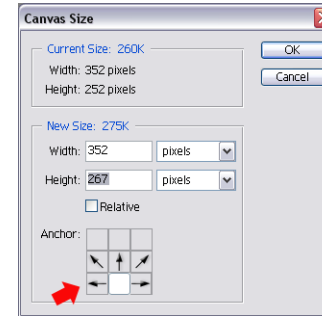 Canvas Size
Current Size: 260K
Width: 352 pixels
Height: 252 pixels
OK
Cancel
New Size: 275K
Width: 352 pixels
Height: 267 pixels
Relative
Anchor: